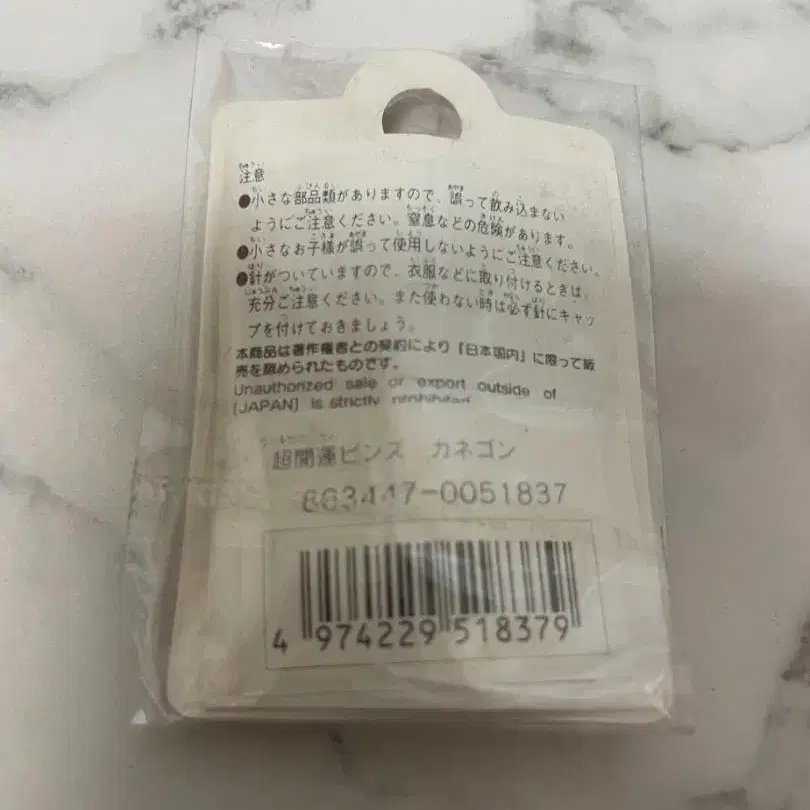 注意
●小さな部品類がありますので、誤って飲み込まない
ようにご注意ください。窒息などの危険があります。
●小さなお子様が誤って使用しないようにご注意ください。
●針がついていますので、衣服などに取り付けるときは、
充分ご注意ください。また使わない時は必ず針にキャッ
プを付けておきましょう。
本商品は著作権者との契約により「日本国内」に限って販
売を認められたものです。
Unauthorized sale or export outside of
[JAPAN] is strictly prohibited
超開運ピンズ カネゴン
863447-0051837
4 974229 518379